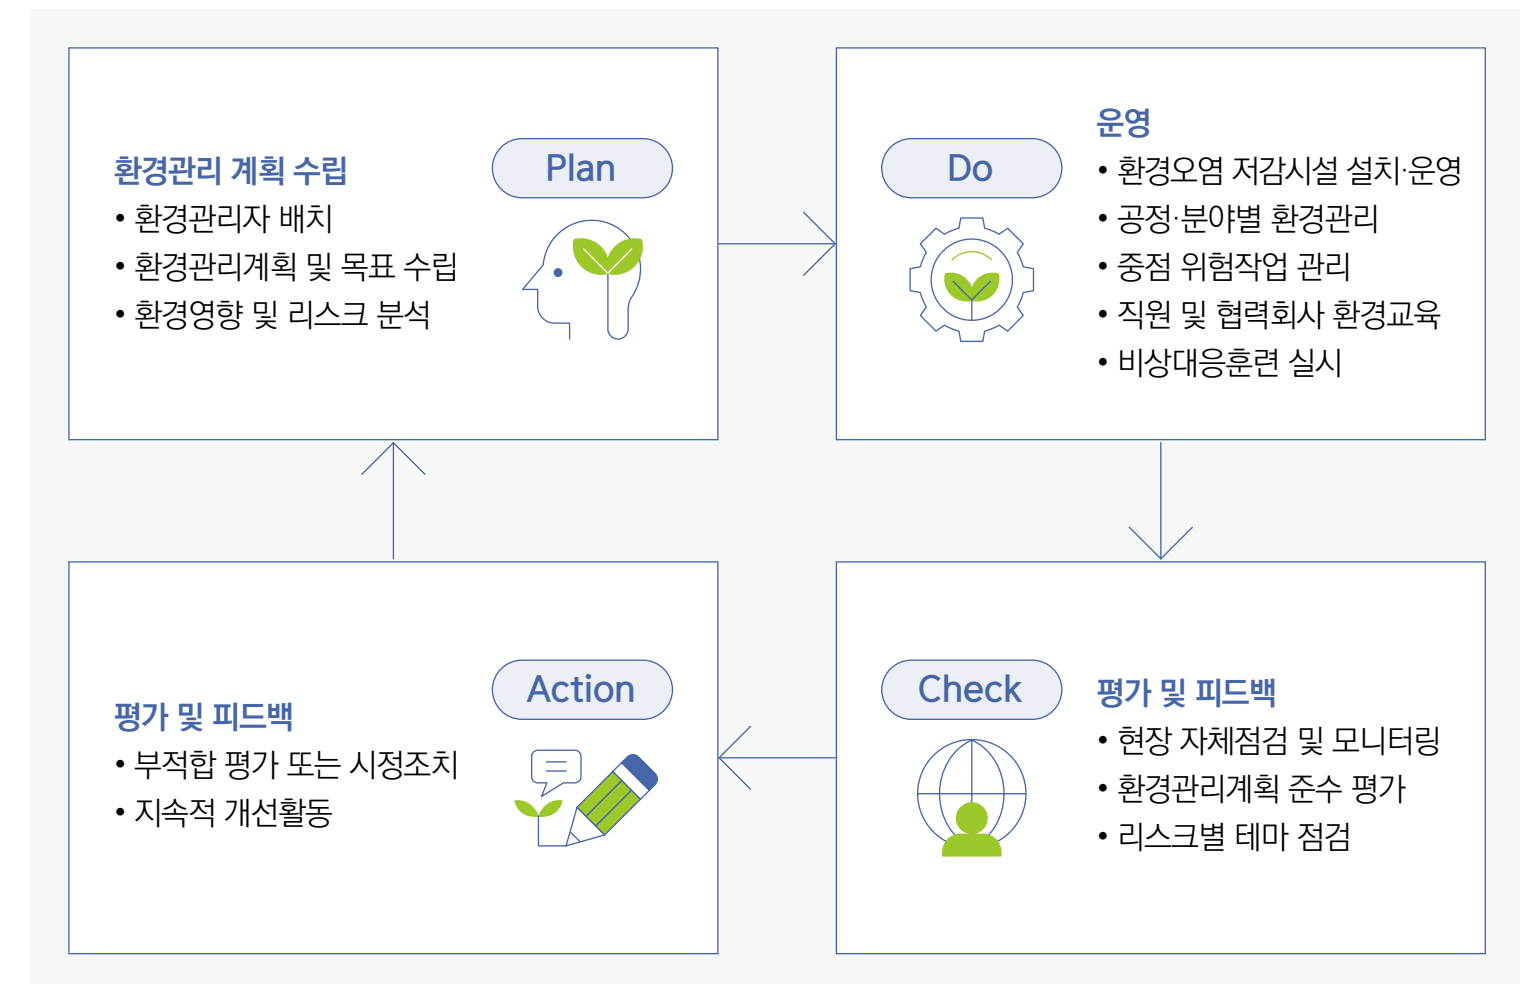 Plan
환경관리 계획 수립
• 환경관리자 배치
• 환경관리계획 및 목표 수립
• 환경영향 및 리스크 분석
Do
운영
• 환경오염 저감시설 설치·운영
• 공정·분야별 환경관리
• 중점 위험작업 관리
• 직원 및 협력회사 환경교육
• 비상대응훈련 실시
Check
평가 및 피드백
• 현장 자체점검 및 모니터링
• 환경관리계획 준수 평가
• 리스크별 테마 점검
Action
평가 및 피드백
• 부적합 평가 또는 시정조치
• 지속적 개선활동